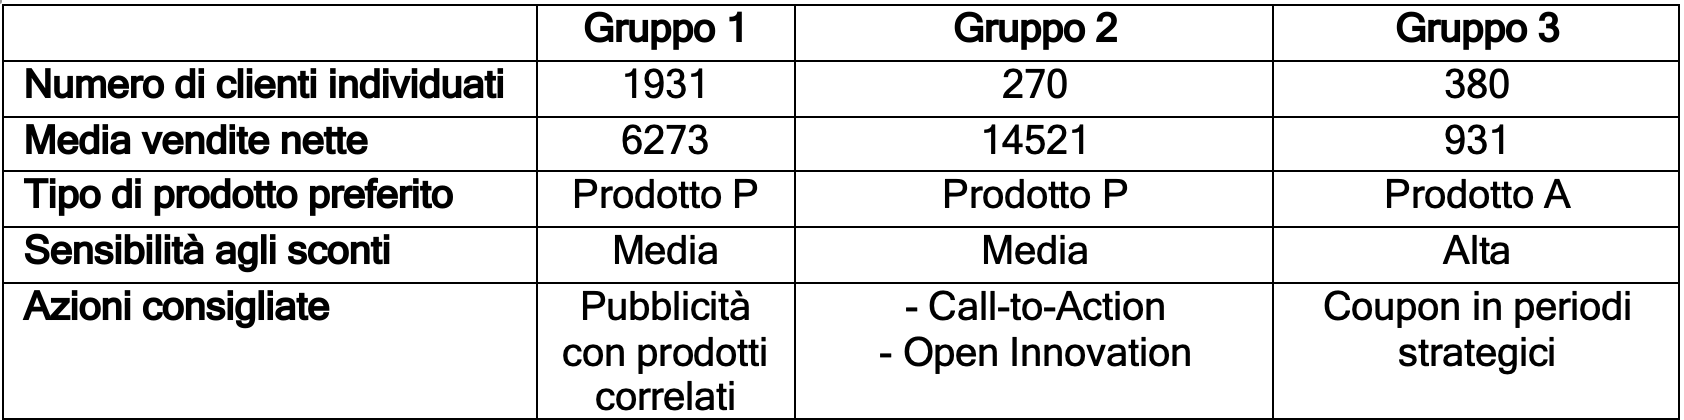 Gruppo 1 Gruppo 2 Gruppo 3
Numero di clienti individuati 1931 270 380
Media vendite nette 6273 14521 931
Tipo di prodotto preferito Prodotto P Prodotto P Prodotto A
Sensibilità agli sconti Media Media Alta
Azioni consigliate Pubblicità - Call-to-Action Coupon in periodi
con prodotti - Open Innovation strategici
correlati